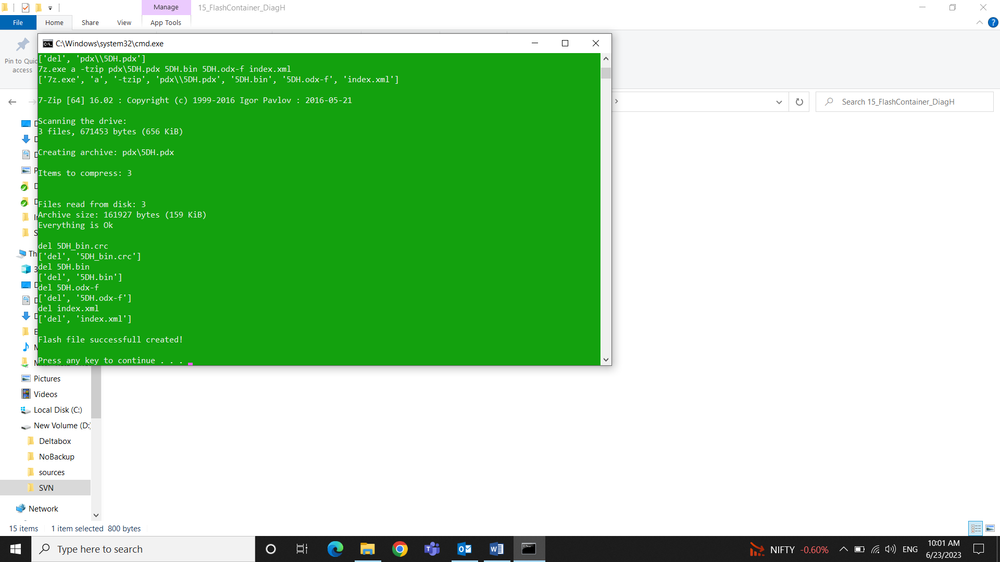 Manage
15_FlashContainer_DiagH
File
Home
Share
View
App Tools
Pin to Quic
access
C:\Windows\system32\cmd.exe
['del', 'pdx\\5DH.pdx']
7z.exe a -tzip pdx\5DH.pdx 5DH.bin 5DH.odx-f index.xml
['7z.exe', 'a', '-tzip', 'pdx\\5DH.pdx', '5DH.bin', '5DH.odx-f', 'index.xml']
7-Zip [64] 16.02 : Copyright (c) 1999-2016 Igor Pavlov : 2016-05-21
Scanning the drive:
3 files, 671453 bytes (656 KiB)
Creating archive: pdx\5DH.pdx
Items to compress: 3
Files read from disk: 3
Archive size: 161927 bytes (159 KiB)
Everything is Ok
del 5DH_bin.crc
['del', '5DH_bin.crc']
del 5DH.bin
['del', '5DH.bin']
del 5DH.odx-f
['del', '5DH.odx-f']
del index.xml
['del', 'index.xml']
Flash file successfull created!
Press any key to continue . . .
Search 15_FlashContainer_DiagH
Pictures
Videos
Local Disk (C:)
New Volume (D:)
Deltabox
NoBackup
sources
SVN
Network
15 items
1 item selected 800 bytes
Type here to search
NIFTY -0.60%
ENG
10:01 AM
6/23/2023